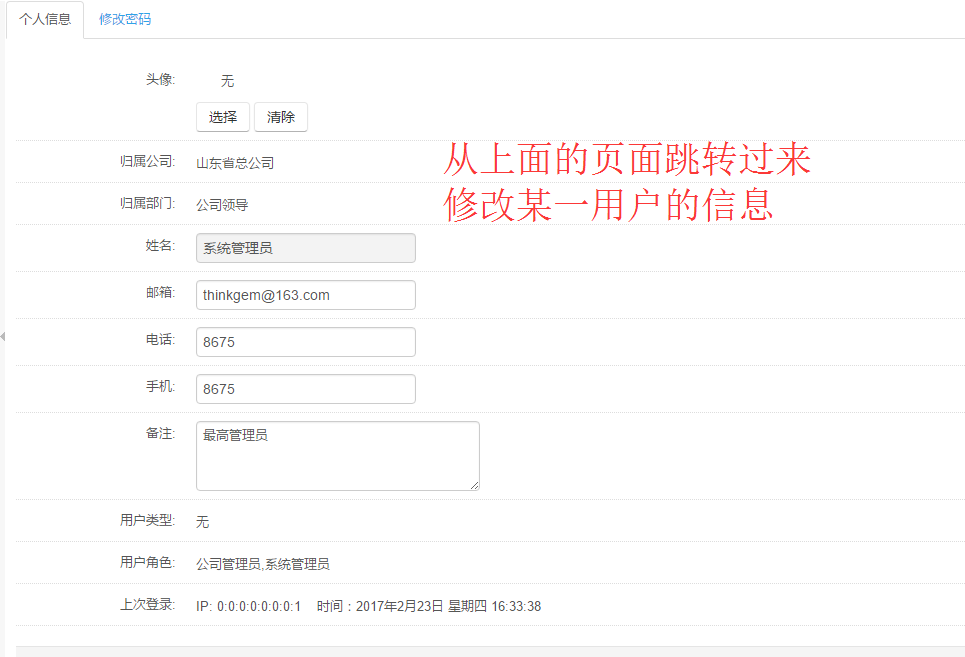 个人信息 修改密码
头像: 无
选择 清除
归属公司: 山东省总公司
从上面的页面跳转过来
归属部门: 公司领导
修改某一用户的信息
姓名: 系统管理员
邮箱: thinkgem@163.com
电话: 8675
手机: 8675
备注: 最高管理员
用户类型: 无
用户角色: 公司管理员,系统管理员
上次登录: IP: 0:0:0:0:0:0:0:1 时间：2017年2月23日 星期四 16:33:38